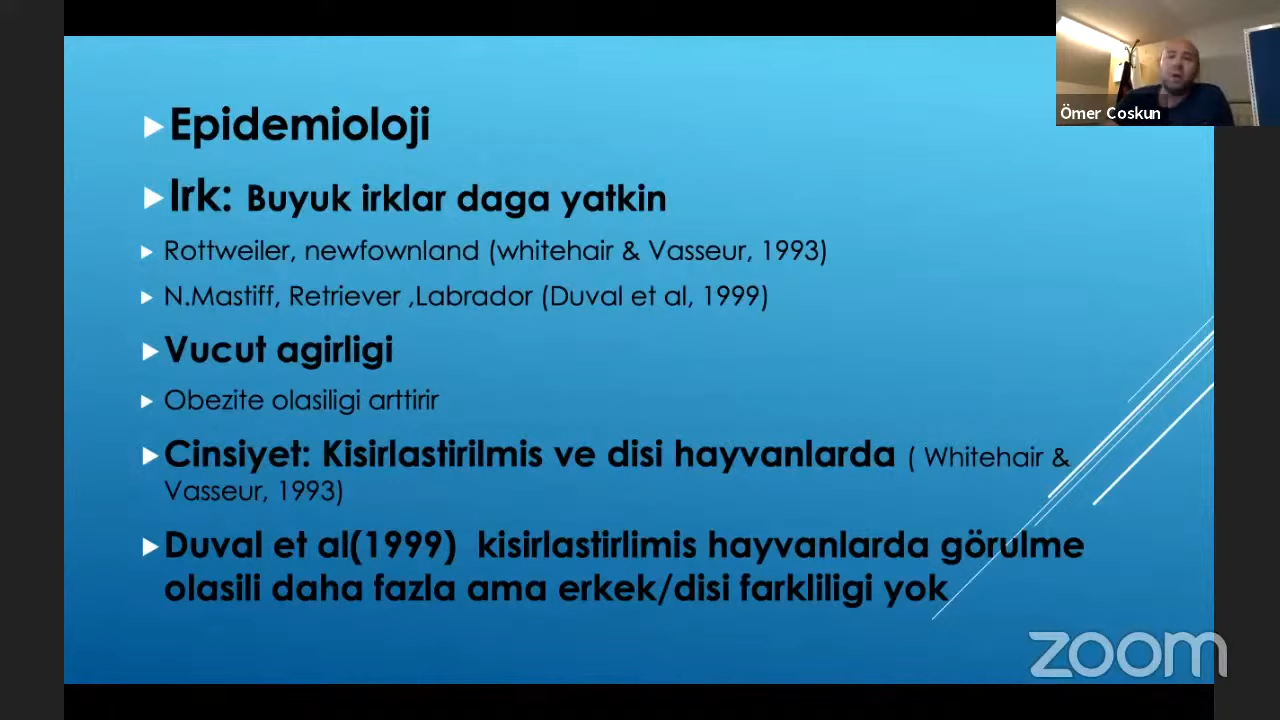 Epidemioloji
Irk: Buyuk irklar daga yatkin
Rottweiler, newfownland (whitehair & Vasseur, 1993)
N.Mastiff, Retriever ,Labrador (Duval et al, 1999)
Vucut agirligi
Obezite olasiligi arttirir
Cinsiyet: Kisirlastirilmis ve disi hayvanlarda ( Whitehair &
Vasseur, 1993)
Duval et al(1999) kisirlastirlimis hayvanlarda görulme
olasili daha fazla ama erkek/disi farkliligi yok
Ömer Coskun
zoom